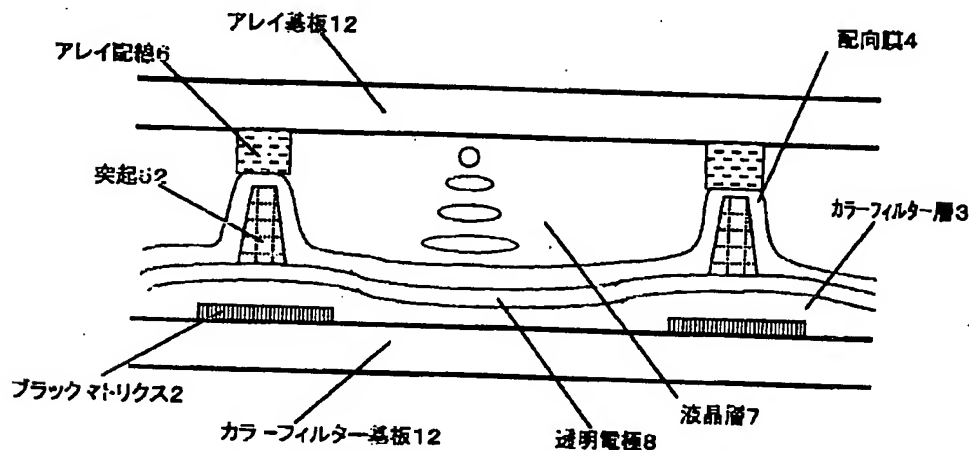 アレイ基板12
アレイ配線6
配向膜4
突起52
カラーフィルター層3
ブラックマトリクス2
カラーフィルター基板12
透明電極8
液晶層7